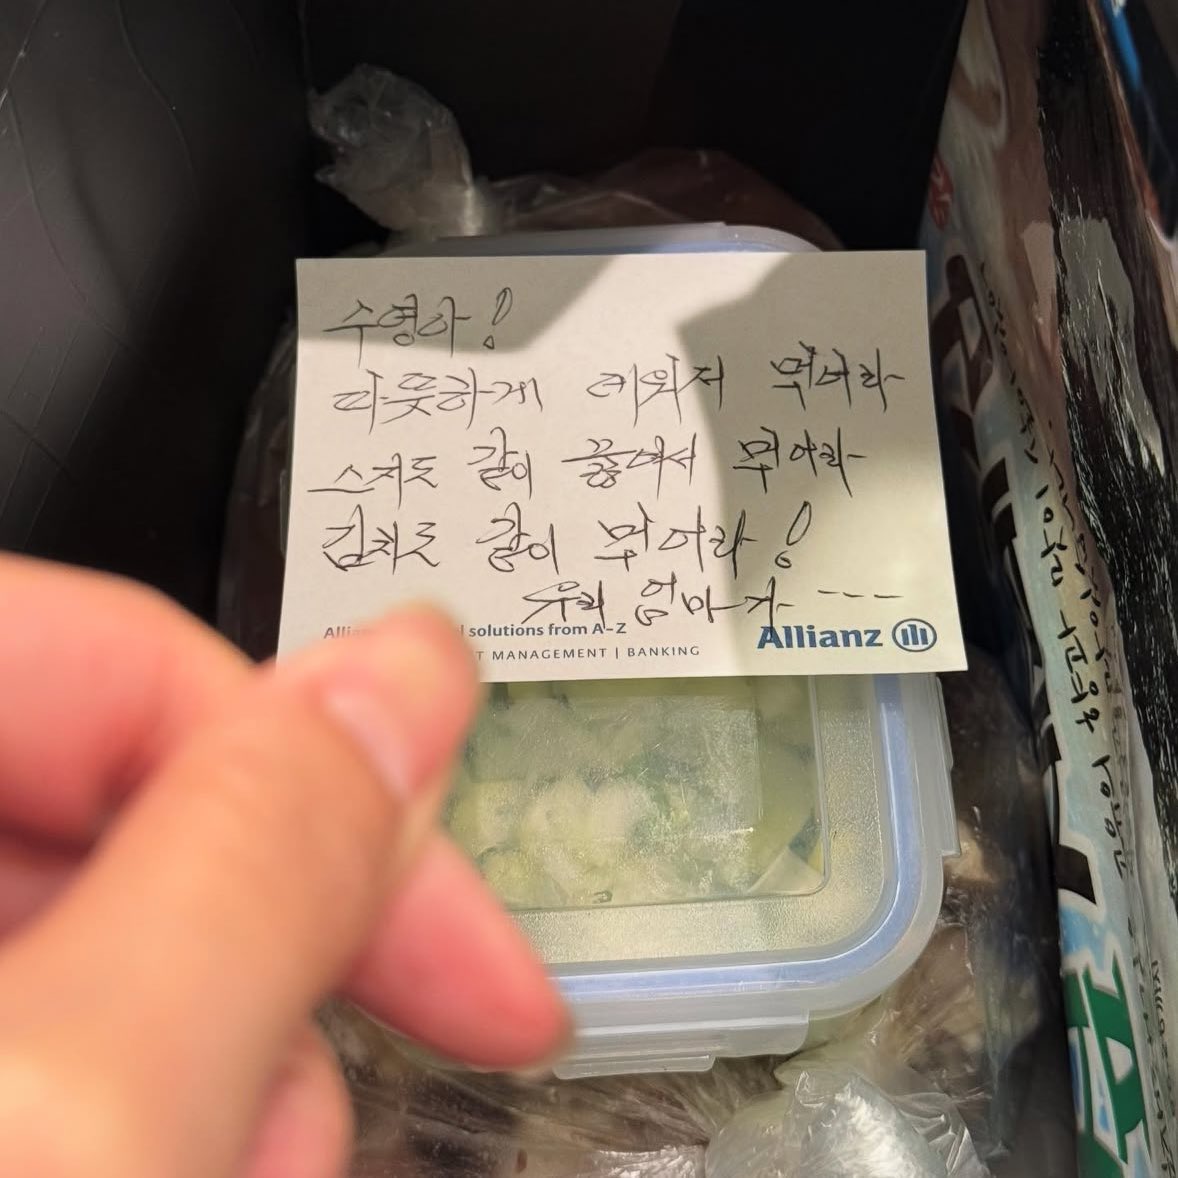 수영아!
따뜻하게 데워서 먹어라
스지도 같이 끓여서 먹어라
김치도 같이 먹어라!
우리 엄마가 ---
solutions from A–Z
MANAGEMENT | BANKING
Allianz